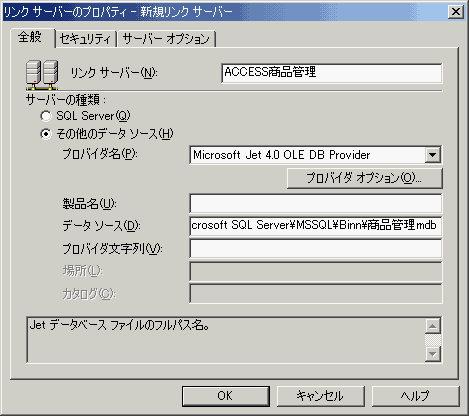 リンク サーバーのプロパティ - 新規リンク サーバー
全般 セキュリティ サーバー オプション
リンク サーバー(N): ACCESS商品管理
サーバーの種類:
SQL Server(Q)
その他のデータ ソース(H)
プロバイダ名(P): Microsoft Jet 4.0 OLE DB Provider
プロバイダ オプション(O)...
製品名(U):
データ ソース(D): crosoft SQL Server¥MSSQL¥Binn¥商品管理mdb
プロバイダ文字列(V):
場所(L):
カタログ(C):
Jet データベース ファイルのフルパス名。
OK キャンセル ヘルプ